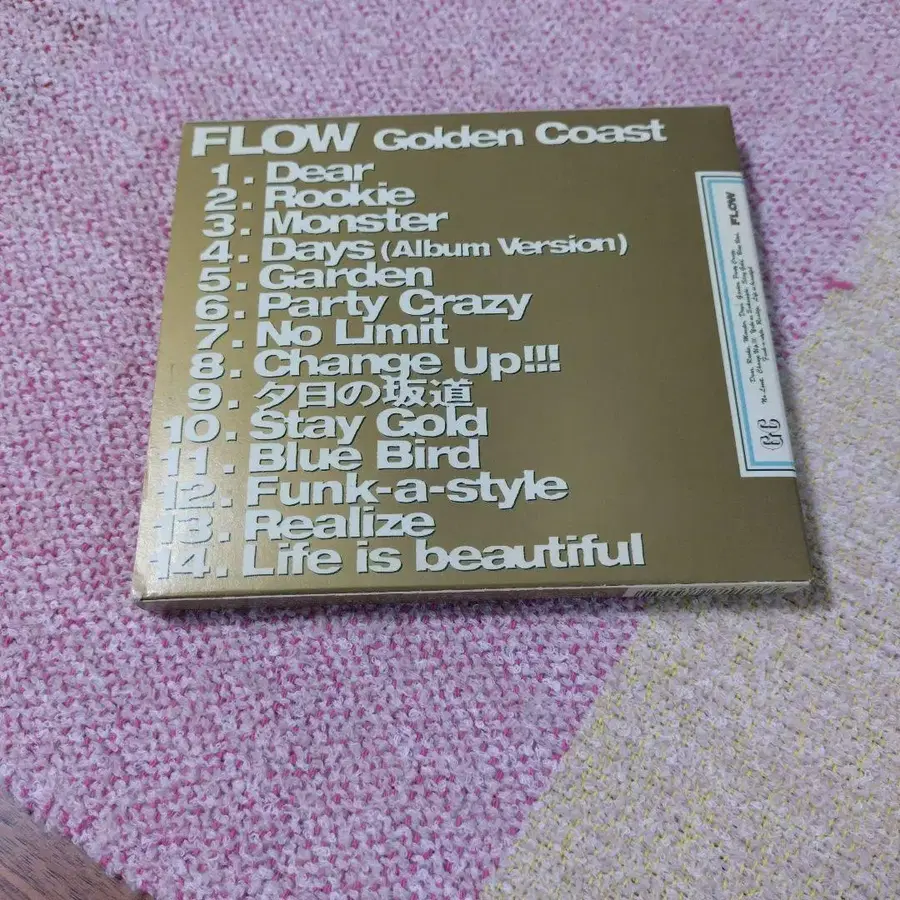 FLOW Golden Coast
1. Dear
2. Rookie
3. Monster
4. Days (Album Version)
5. Garden
6. Party Crazy
7. No Limit
8. Change Up!!!
9. 夕日の坂道
10. Stay Gold
11. Blue Bird
12. Funk-a-style
13. Realize
14. Life is beautiful
FLOW
G&C